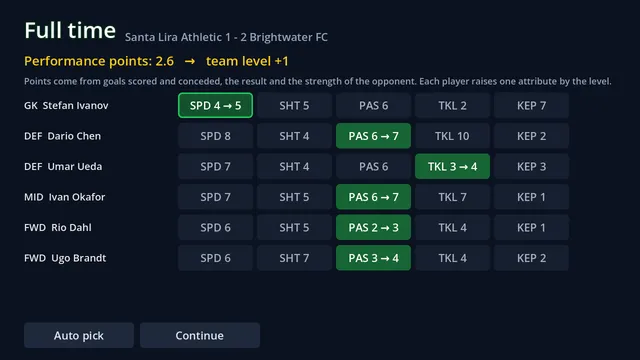 Full time Santa Lira Athletic 1 - 2 Brightwater FC
Performance points: 2.6 → team level +1
Points come from goals scored and conceded, the result and the strength of the opponent. Each player raises one attribute by the level.
GK Stefan Ivanov SPD 4 → 5 SHT 5 PAS 6 TKL 2 KEP 7
DEF Dario Chen SPD 8 SHT 4 PAS 6 → 7 TKL 10 KEP 2
DEF Umar Ueda SPD 7 SHT 4 PAS 6 TKL 3 → 4 KEP 3
MID Ivan Okafor SPD 7 SHT 5 PAS 6 → 7 TKL 7 KEP 1
FWD Rio Dahl SPD 6 SHT 5 PAS 2 → 3 TKL 4 KEP 1
FWD Ugo Brandt SPD 6 SHT 7 PAS 3 → 4 TKL 4 KEP 2
Auto pick Continue